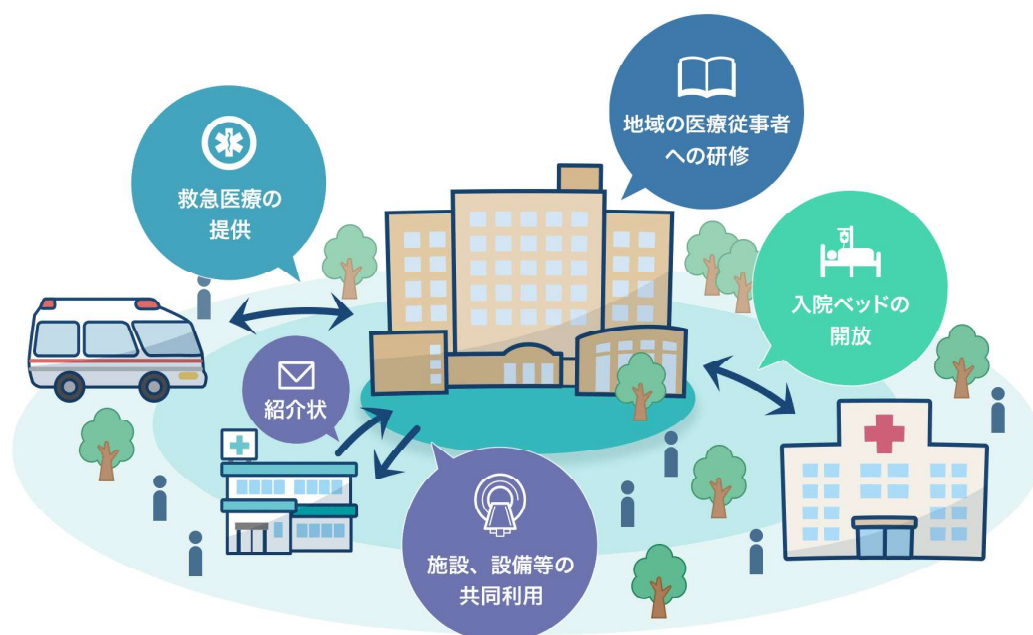 地域の医療従事者
への研修
救急医療の
提供
入院ベッドの
開放
紹介状
施設、設備等の
共同利用